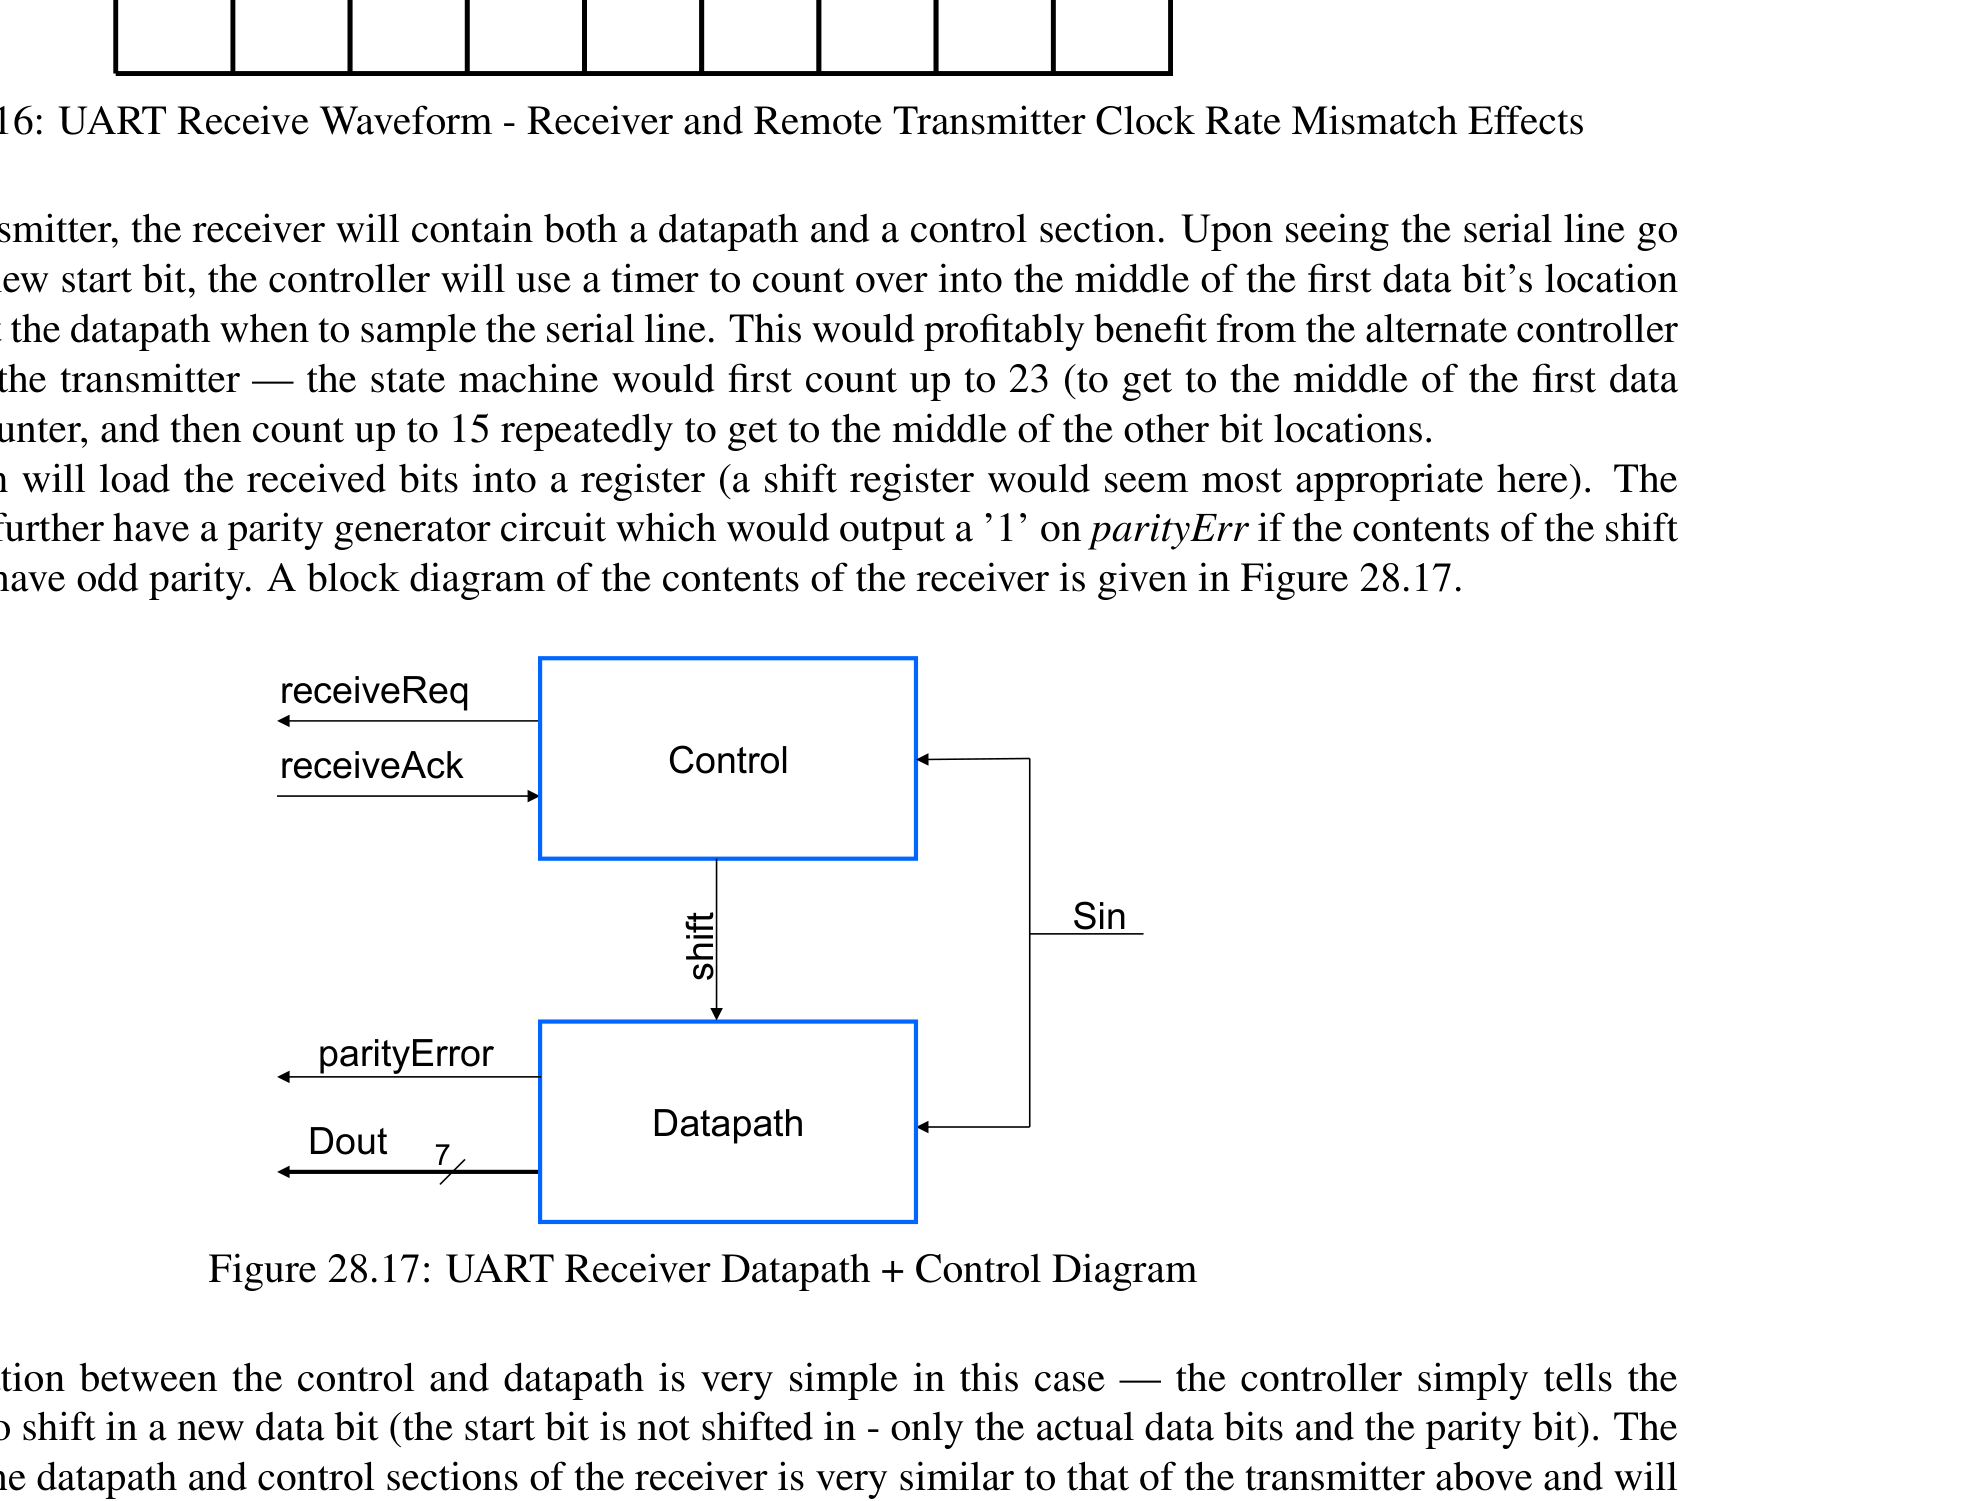 16: UART Receive Waveform - Receiver and Remote Transmitter Clock Rate Mismatch Effects
smitter, the receiver will contain both a datapath and a control section. Upon seeing the serial line go
ew start bit, the controller will use a timer to count over into the middle of the first data bit's location
the datapath when to sample the serial line. This would profitably benefit from the alternate controller
the transmitter — the state machine would first count up to 23 (to get to the middle of the first data
unter, and then count up to 15 repeatedly to get to the middle of the other bit locations.
will load the received bits into a register (a shift register would seem most appropriate here). The
further have a parity generator circuit which would output a ’1’ on parityErr if the contents of the shift
have odd parity. A block diagram of the contents of the receiver is given in Figure 28.17.
receiveReq
receiveAck
Control
shift
Sin
parityError
Dout
7
Datapath
Figure 28.17: UART Receiver Datapath + Control Diagram
tion between the control and datapath is very simple in this case — the controller simply tells the
o shift in a new data bit (the start bit is not shifted in - only the actual data bits and the parity bit). The
ne datapath and control sections of the receiver is very similar to that of the transmitter above and will